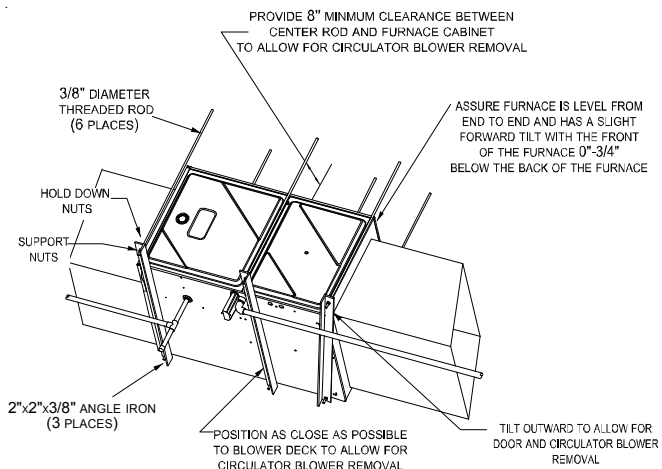 PROVIDE 8" MINMUM CLEARANCE BETWEEN
CENTER ROD AND FURNACE CABINET
TO ALLOW FOR CIRCULATOR BLOWER REMOVAL
3/8" DIAMETER
THREADED ROD
(6 PLACES)
ASSURE FURNACE IS LEVEL FROM
END TO END AND HAS A SLIGHT
FORWARD TILT WITH THE FRONT
OF THE FURNACE 0"-3/4"
BELOW THE BACK OF THE FURNACE
HOLD DOWN
NUTS
SUPPORT
NUTS
2"x2"x3/8" ANGLE IRON
(3 PLACES)
POSITION AS CLOSE AS POSSIBLE
TO BLOWER DECK TO ALLOW FOR
CIRCULATOR BLOWER REMOVAL
TILT OUTWARD TO ALLOW FOR
DOOR AND CIRCULATOR BLOWER
REMOVAL